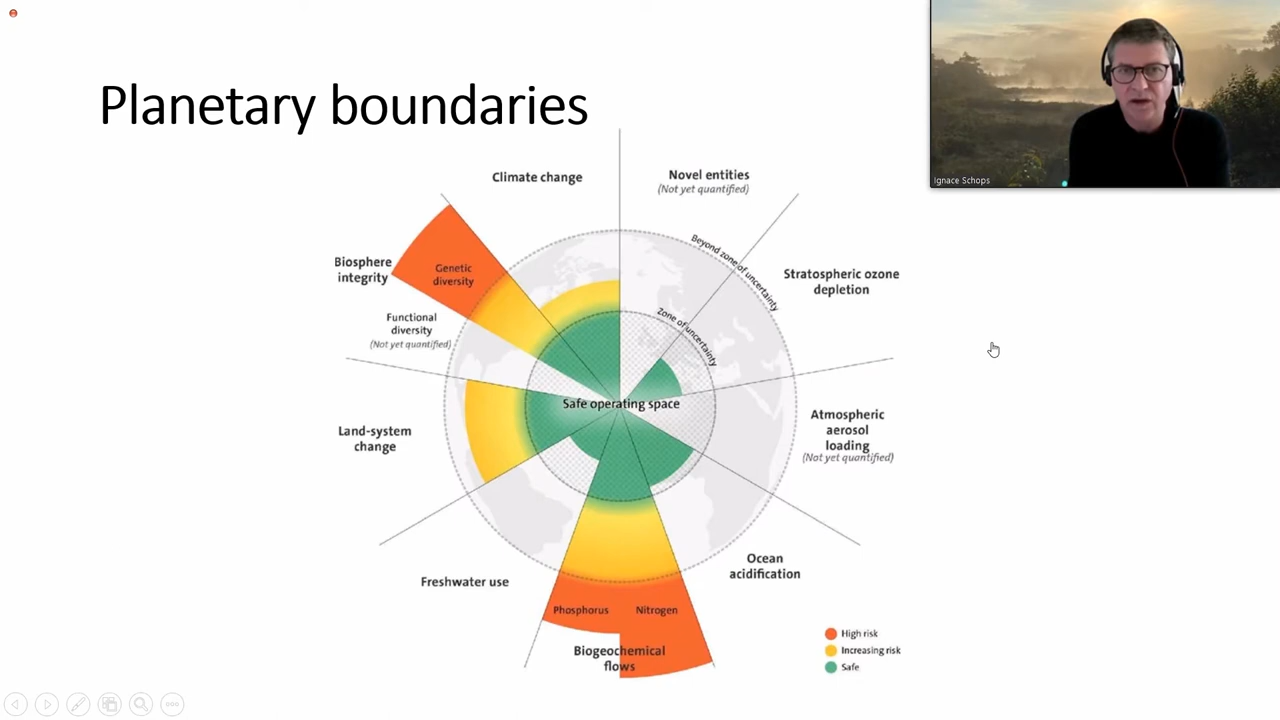 Planetary boundaries
Ignace Schops
Climate change
Novel entities
(Not yet quantified)
Beyond zone of uncertainty
Biosphere
integrity
Genetic
diversity
Stratospheric ozone
depletion
Functional
diversity
(Not yet quantified)
Zone of uncertainty
Safe operating space
Land-system
change
Atmospheric
aerosol
loading
(Not yet quantified)
Freshwater use
Ocean
acidification
Phosphorus
Nitrogen
Biogeochemical
flows
High risk
Increasing risk
Safe